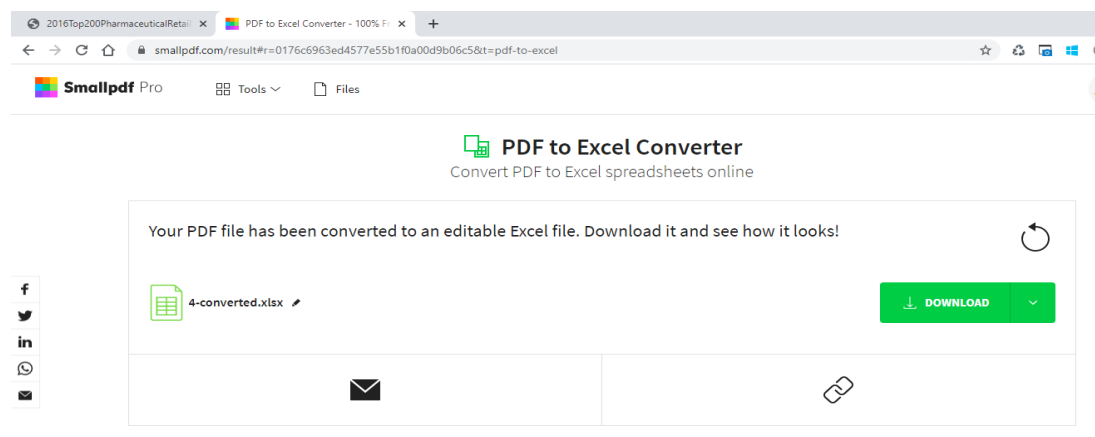 2016Top200PharmaceuticalRetail
PDF to Excel Converter - 100% Fr
smallpdf.com/result#r=0176c6963ed4577e55b1f0a00d9b06c5&t=pdf-to-excel
Smallpdf Pro Tools Files
PDF to Excel Converter
Convert PDF to Excel spreadsheets online
Your PDF file has been converted to an editable Excel file. Download it and see how it looks!
4-converted.xlsx
DOWNLOAD